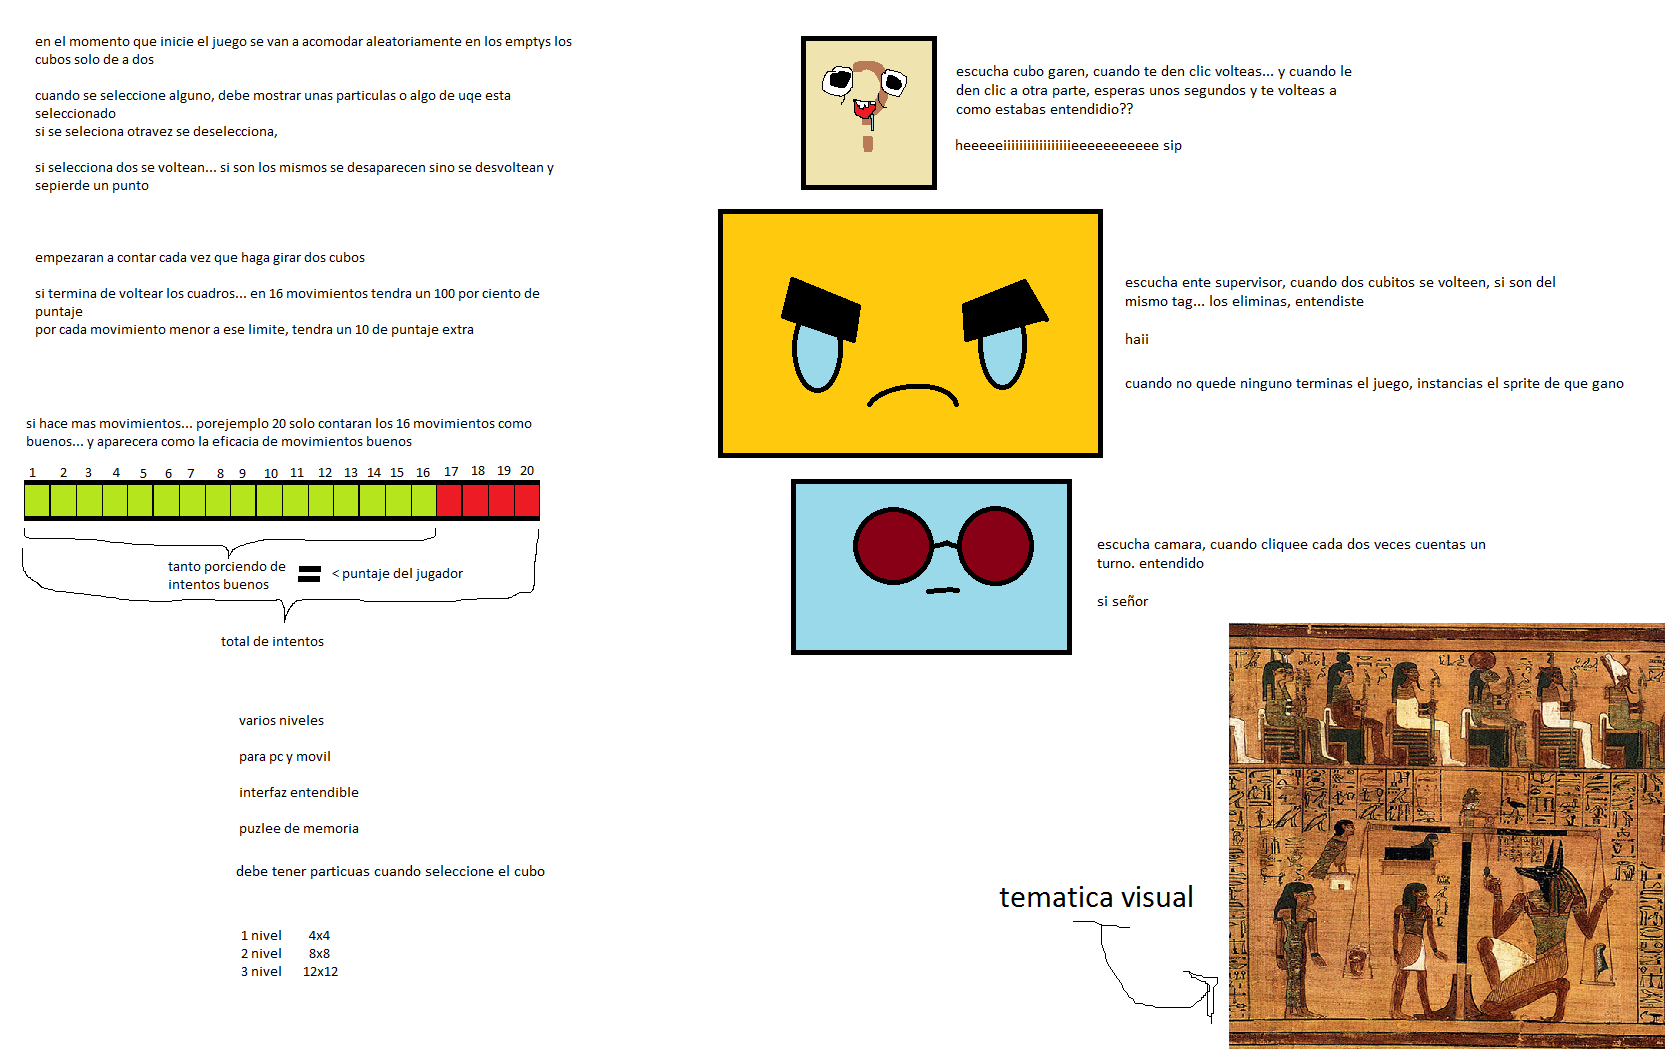 en el momento que inicie el juego se van a acomodar aleatoriamente en los emptys los
cubos solo de a dos
cuando se seleccione alguno, debe mostrar unas particulas o algo de uqe esta
seleccionado
si se seleciona otravez se deselecciona,
si selecciona dos se voltean... si son los mismos se desaparecen sino se desvoltean y
sepierde un punto
empezaran a contar cada vez que haga girar dos cubos
si termina de voltear los cuadros... en 16 movimientos tendra un 100 por ciento de
puntaje
por cada movimiento menor a ese limite, tendra un 10 de puntaje extra
si hace mas movimientos... porejemplo 20 solo contaran los 16 movimientos como
buenos... y aparecera como la eficacia de movimientos buenos
1 2 3 4 5 6 7 8 9 10 11 12 13 14 15 16 17 18 19 20
tanto porciendo de
intentos buenos
< puntaje del jugador
total de intentos
varios niveles
para pc y movil
interfaz entendible
puzlee de memoria
debe tener particuas cuando seleccione el cubo
1 nivel 4x4
2 nivel 8x8
3 nivel 12x12
escucha cubo garen, cuando te den clic volteas... y cuando le
den clic a otra parte, esperas unos segundos y te volteas a
como estabas entendidio??
heeeeeiiiiiiiiiiiiiiiiieeeeeeeeeee sip
escucha ente supervisor, cuando dos cubitos se volteen, si son del
mismo tag... los eliminas, entendiste
haii
cuando no quede ninguno terminas el juego, instancias el sprite de que gano
escucha camara, cuando cliquee cada dos veces cuentas un
turno. entendido
si señor
tematica visual